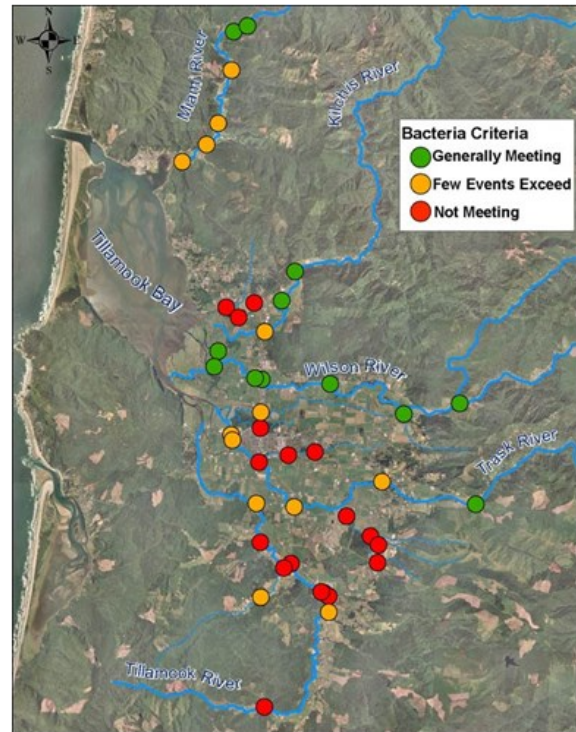 N
W
E
S
Miami River
Kilchis River
Bacteria Criteria
Generally Meeting
Few Events Exceed
Not Meeting
Tillamook Bay
Wilson River
Trask River
Tillamook River